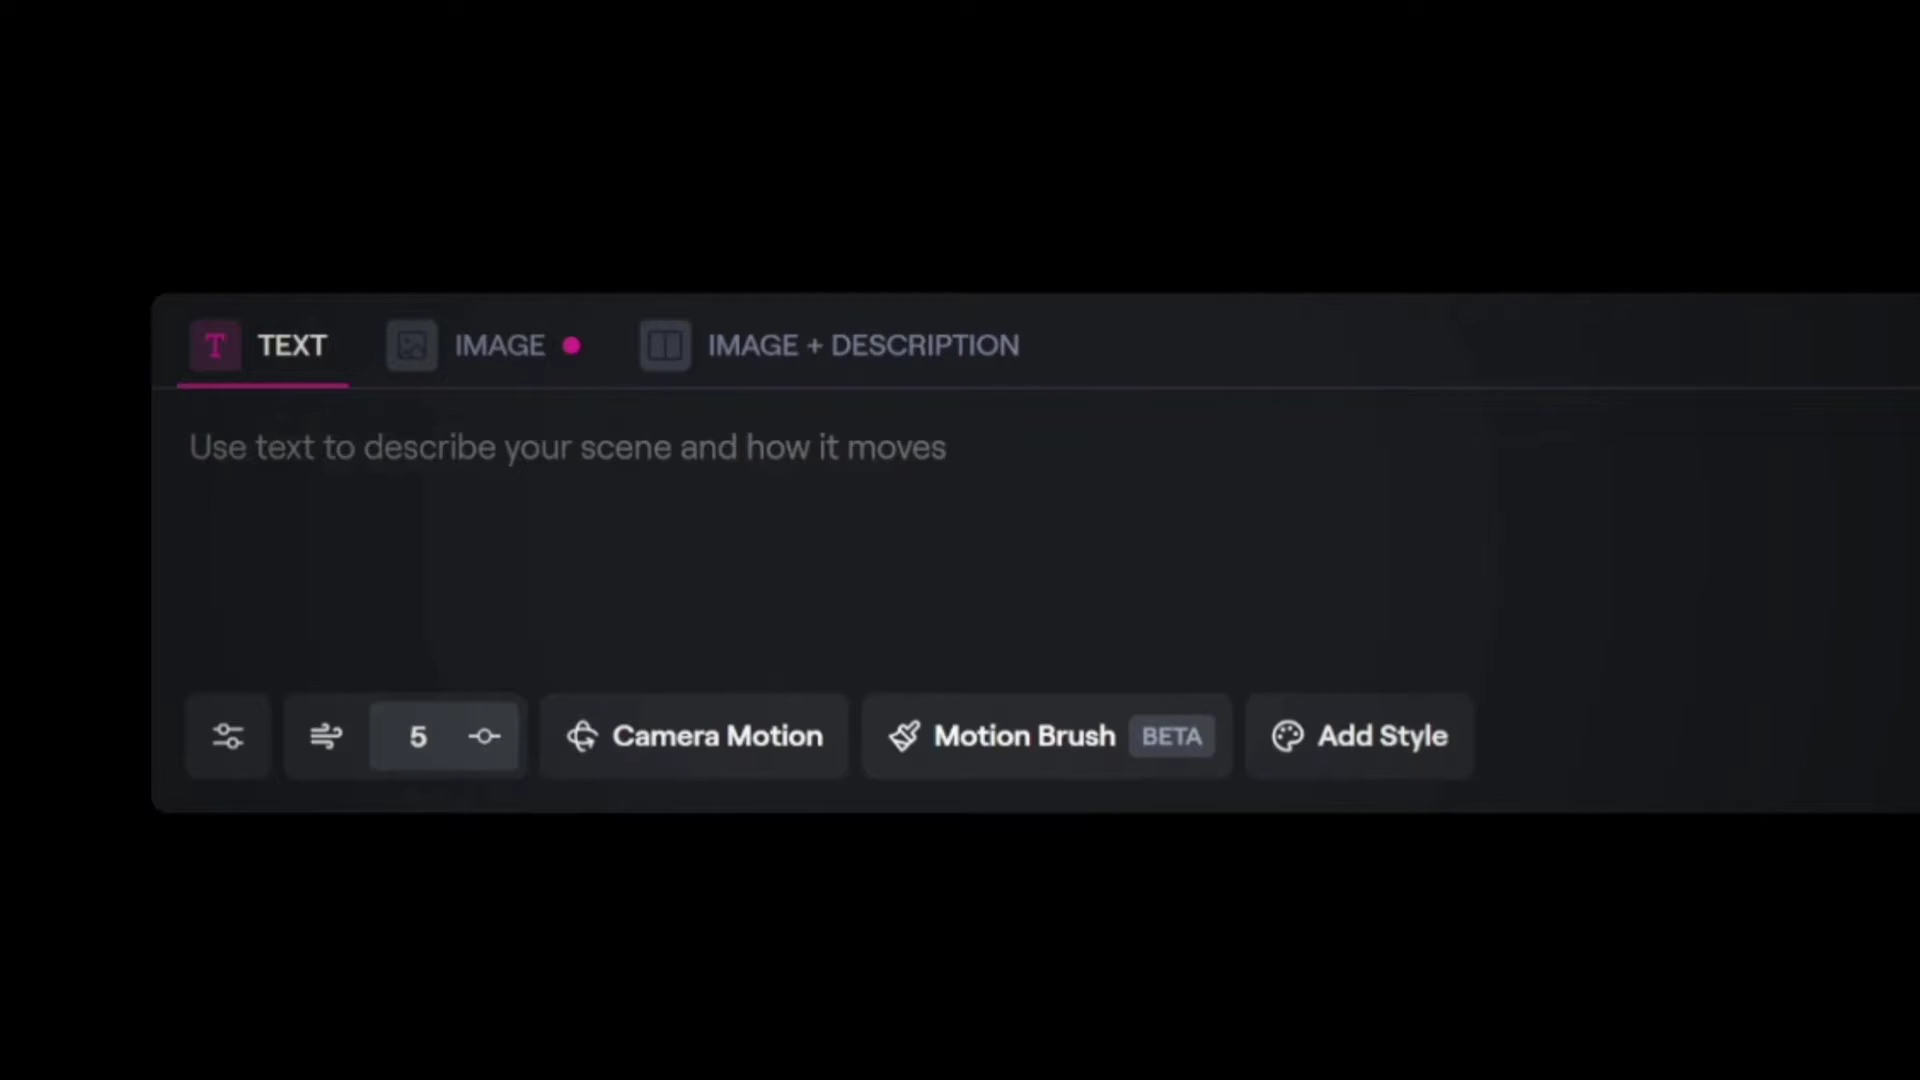 T TEXT IMAGE IMAGE + DESCRIPTION
Use text to describe your scene and how it moves
5 Camera Motion Motion Brush BETA Add Style